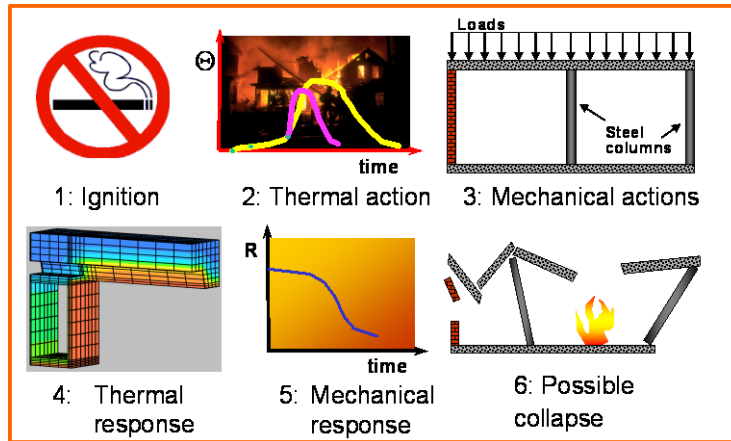 Loads
Θ
time
Steel
columns
1: Ignition
2: Thermal action
3: Mechanical actions
R
time
4: Thermal
response
5: Mechanical
response
6: Possible
collapse